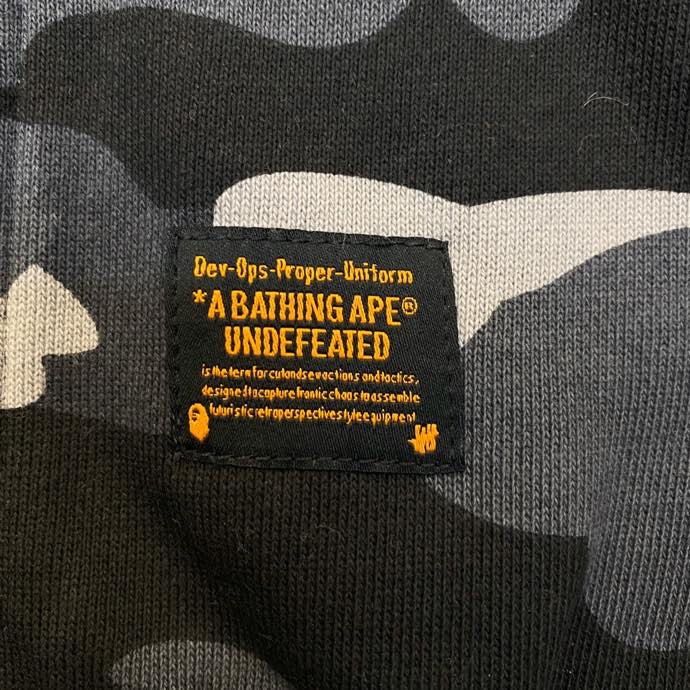 Dev-Ops-Proper-Uniform
*A BATHING APE®
UNDEFEATED
is the term for cut and sew actions and tactics,
designed to capture frantic chaos to assemble
futuristic retro perspective style equipment